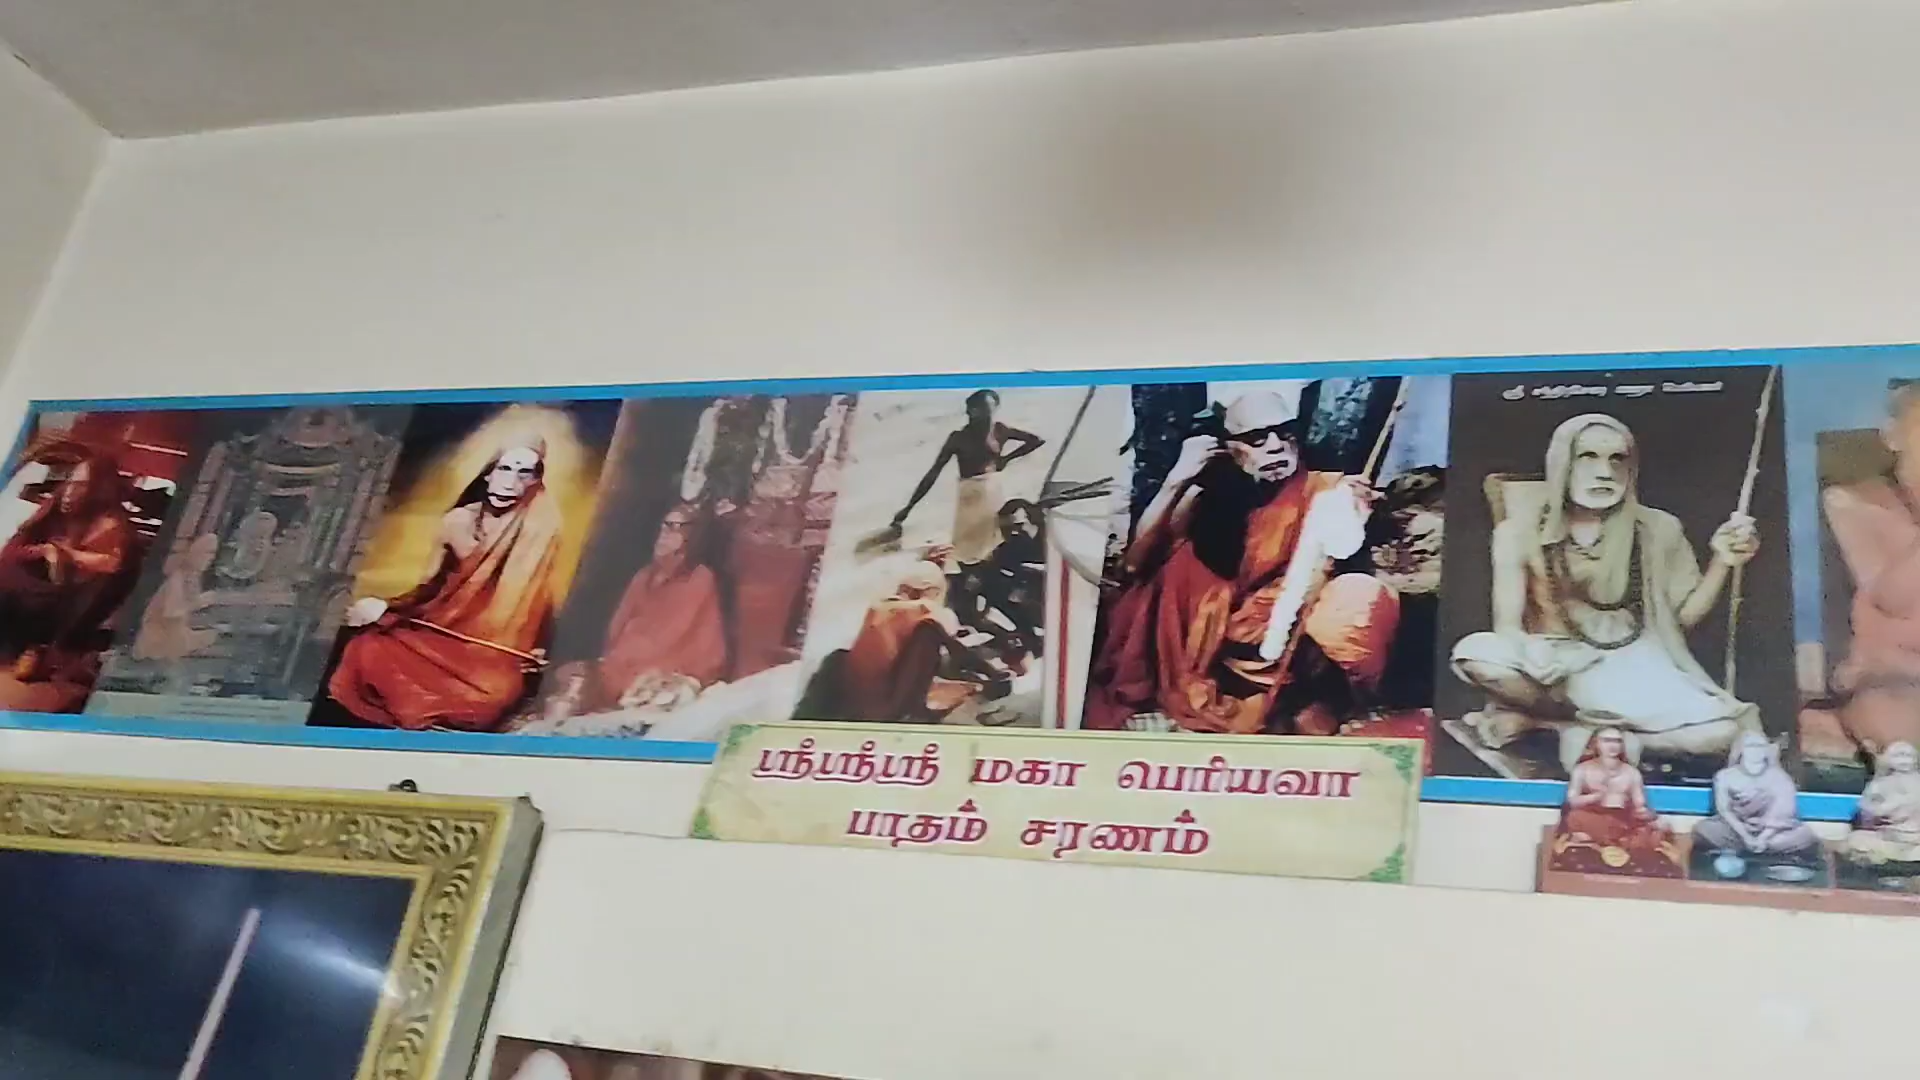 ஸ்ரீஸ்ரீஸ்ரீ மகா பெரியவா
பாதம் சரணம்